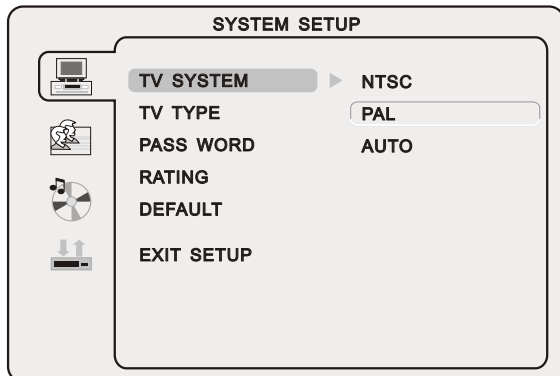 SYSTEM SETUP
TV SYSTEM NTSC
TV TYPE PAL
PASS WORD AUTO
RATING
DEFAULT
EXIT SETUP